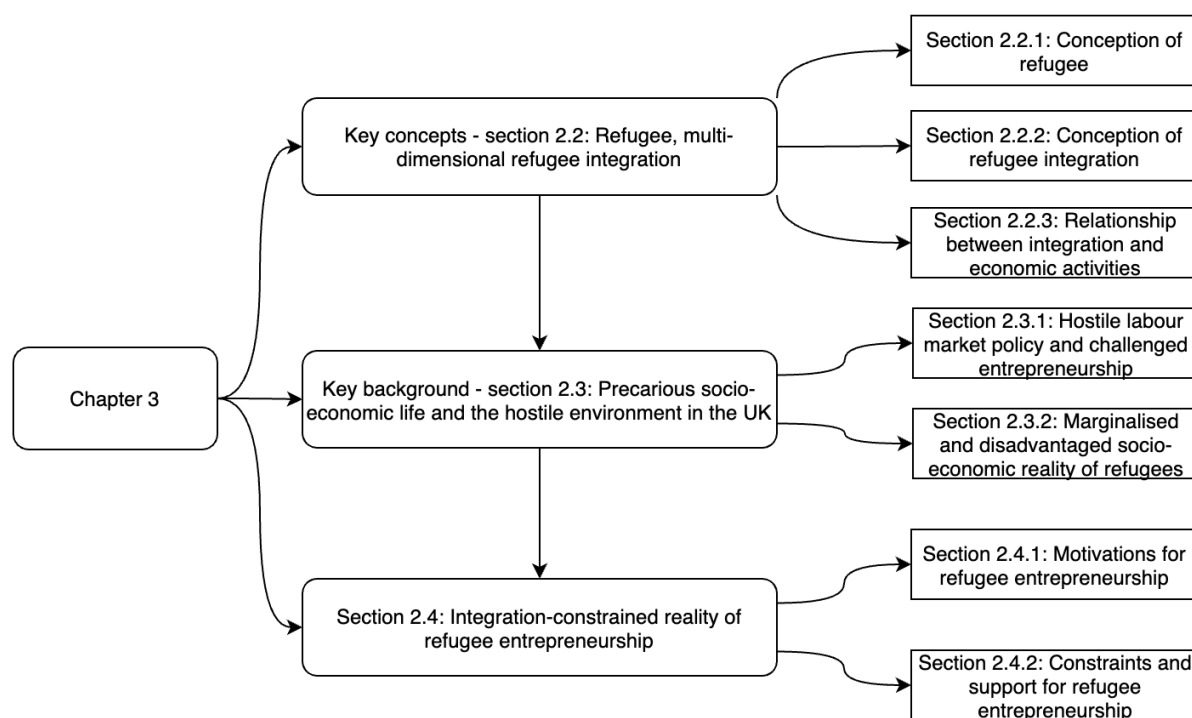 Section 2.2.1: Conception of
refugee
Key concepts - section 2.2: Refugee, multi-
dimensional refugee integration
Section 2.2.2: Conception of
refugee integration
Section 2.2.3: Relationship
between integration and
economic activities
Chapter 3
Key background - section 2.3: Precarious socio-
economic life and the hostile environment in the UK
Section 2.3.1: Hostile labour
market policy and challenged
entrepreneurship
Section 2.3.2: Marginalised
and disadvantaged socio-
economic reality of refugees
Section 2.4: Integration-constrained reality of
refugee entrepreneurship
Section 2.4.1: Motivations for
refugee entrepreneurship
Section 2.4.2: Constraints and
support for refugee
entrepreneurship